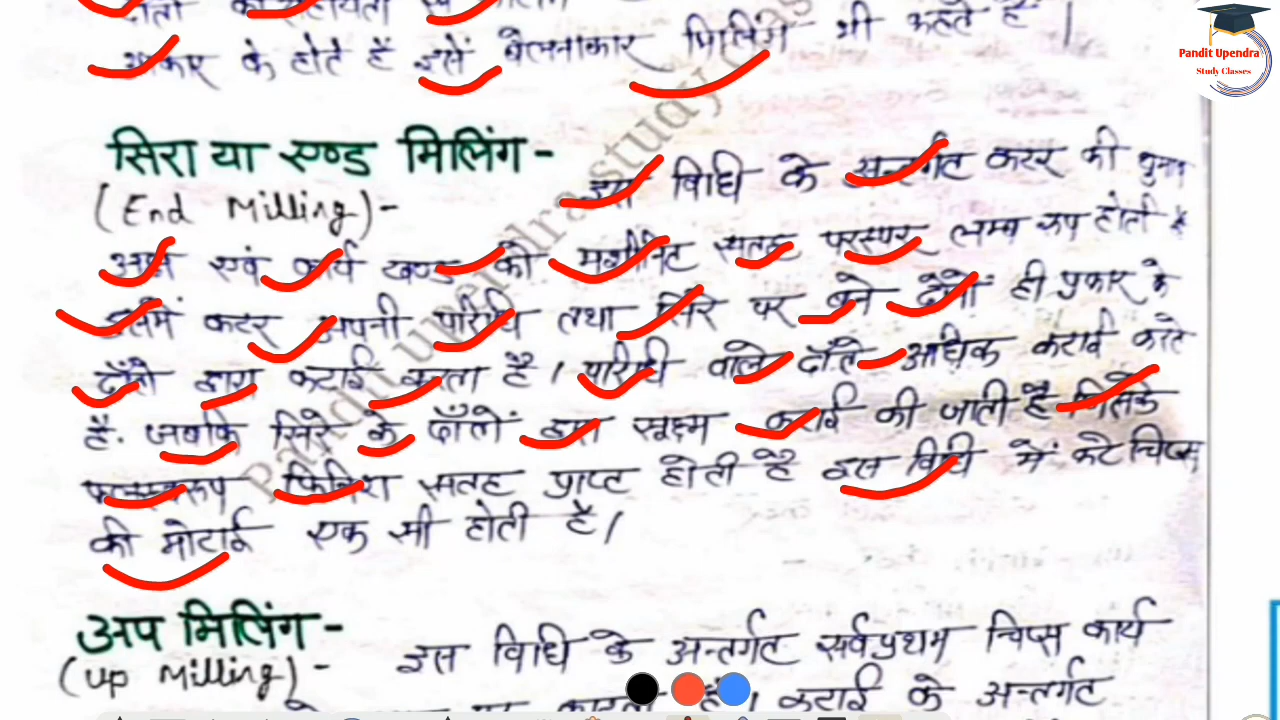 आकार के होते हैं इसे बेलनाकार मिलिंग भी कहते हैं |
Pandit Upendra
Study Classes
सिरा या एण्ड मिलिंग -
(End Milling) - इस विधि के अन्तर्गत कटर की घुमाव
अक्ष एवं कार्य खण्ड की मशीनिंग सतह परस्पर लम्ब रूप होती है
इसमें कटर अपनी परिधि तथा सिरे पर बने दोनों ही प्रकार के
दाँतों द्वारा कटाई करता है । परिधि वाले दाँते अधिक कटाई करते
हैं. जबकि सिरे के दाँतों द्वारा सूक्ष्म कटाई की जाती है जिसके
फलस्वरूप फिनिश सतह प्राप्त होती है इस विधि में कटे चिप्स
की मोटाई एक सी होती है ।
अप मिलिंग -
(up Milling) - इस विधि के अन्तर्गत सर्वप्रथम चिप्स कार्य
पर है । कटाई के अन्तर्गत